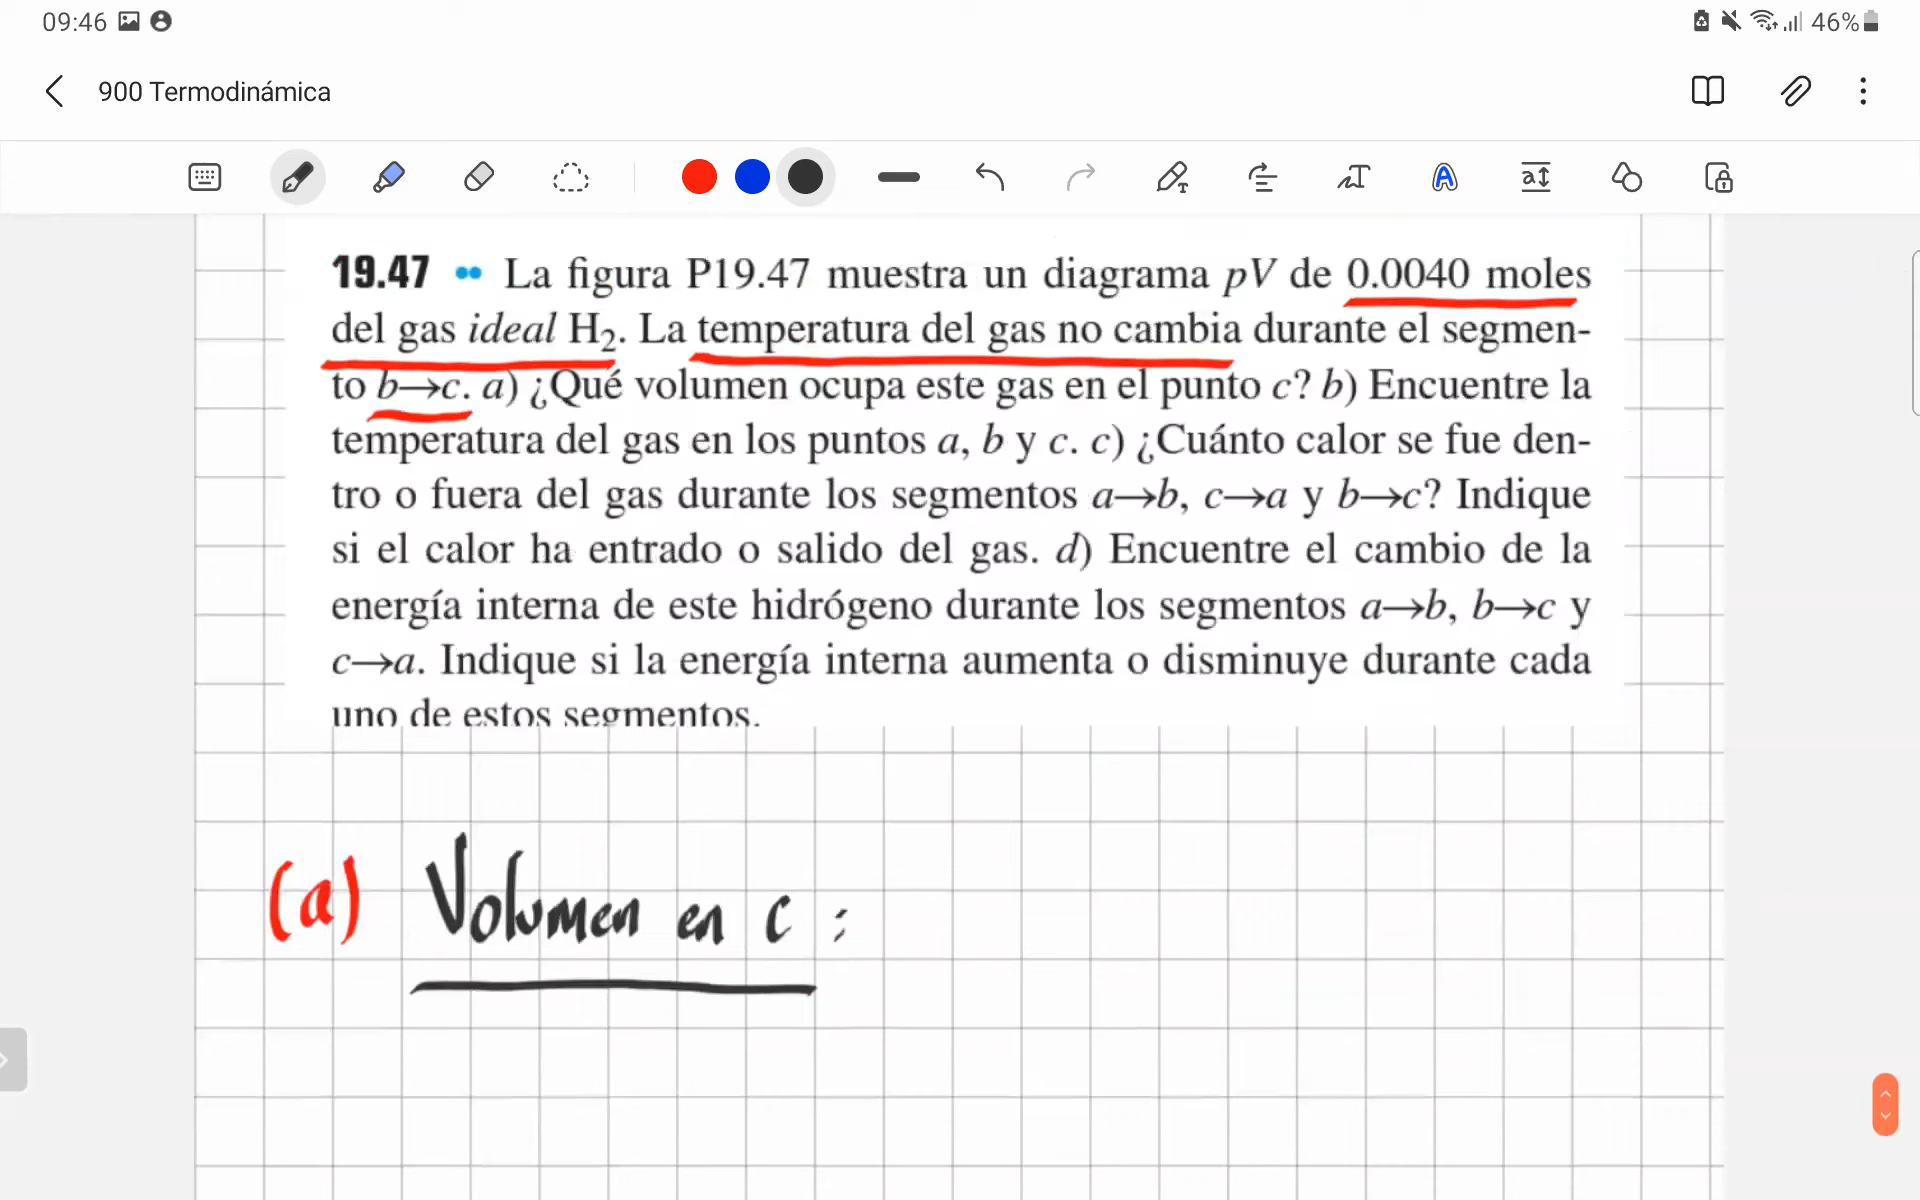 09:46
46%
900 Termodinámica
19.47 •• La figura P19.47 muestra un diagrama pV de 0.0040 moles
del gas ideal H₂. La temperatura del gas no cambia durante el segmen-
to b→c. a) ¿Qué volumen ocupa este gas en el punto c? b) Encuentre la
temperatura del gas en los puntos a, b y c. c) ¿Cuánto calor se fue den-
tro o fuera del gas durante los segmentos a→b, c→a y b→c? Indique
si el calor ha entrado o salido del gas. d) Encuentre el cambio de la
energía interna de este hidrógeno durante los segmentos a→b, b→c y
c→a. Indique si la energía interna aumenta o disminuye durante cada
uno de estos segmentos.
(a) Volumen en c :